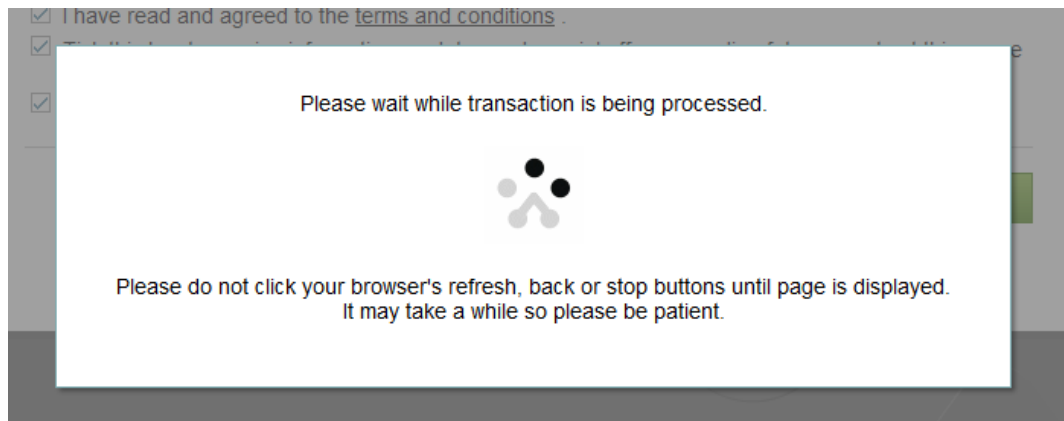 I have read and agreed to the terms and conditions .
Please wait while transaction is being processed.
Please do not click your browser's refresh, back or stop buttons until page is displayed.
It may take a while so please be patient.